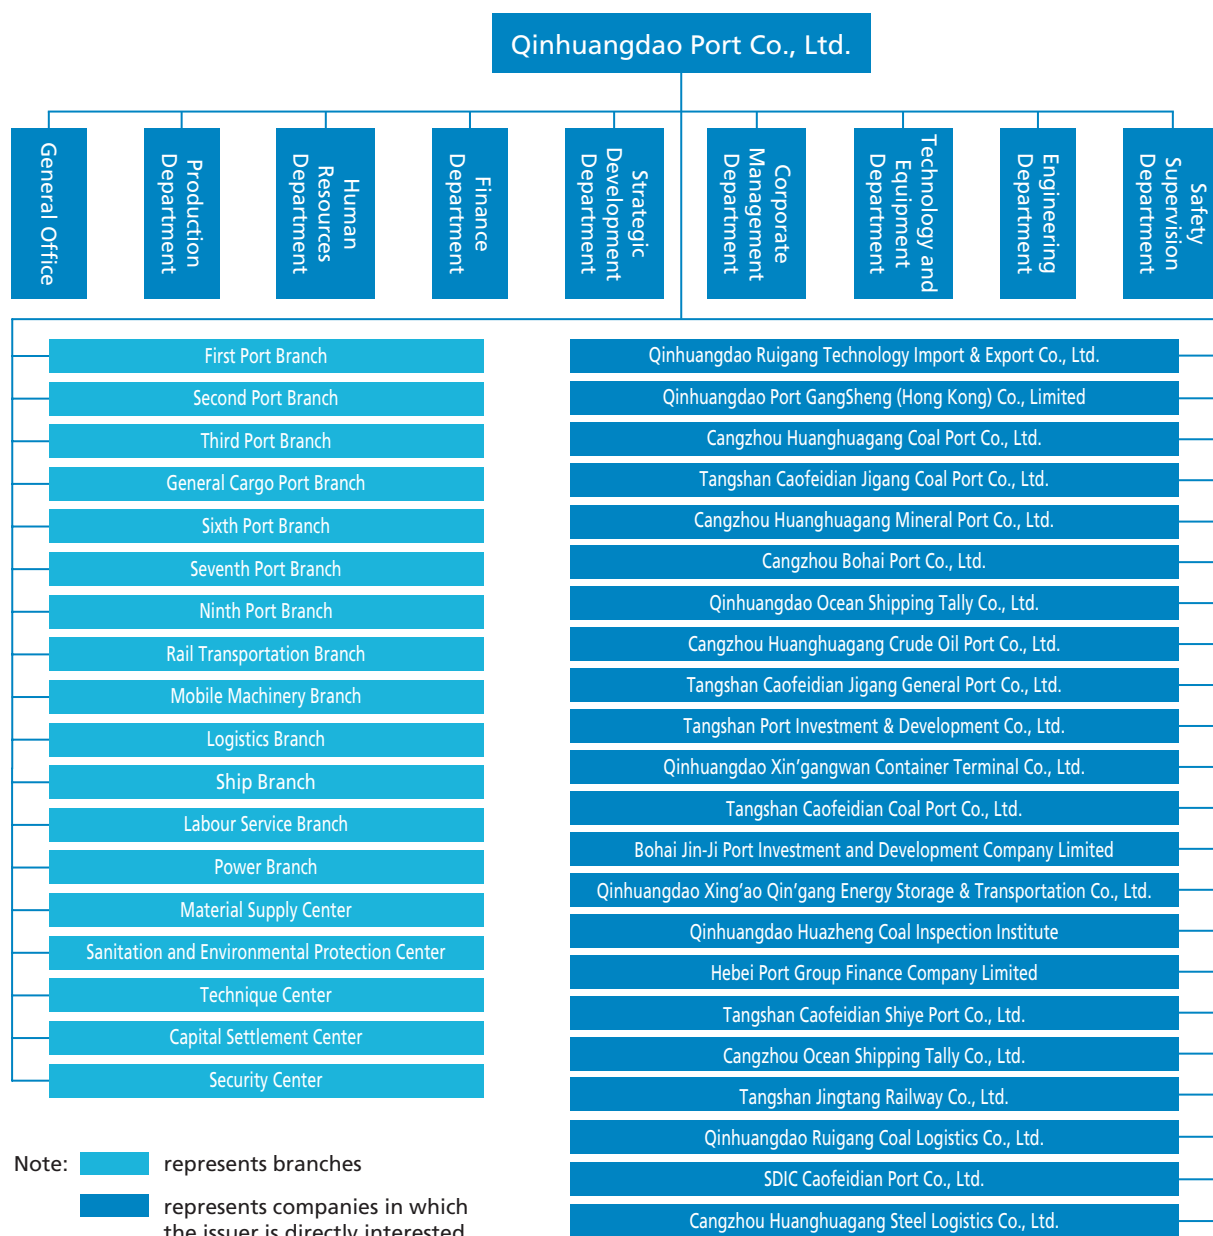 Qinhuangdao Port Co., Ltd.
General Office
Production
Department
Human
Resources
Department
Finance
Department
Strategic
Development
Department
Corporate
Management
Department
Technology and
Equipment
Department
Engineering
Department
Safety
Supervision
Department
First Port Branch
Second Port Branch
Third Port Branch
General Cargo Port Branch
Sixth Port Branch
Seventh Port Branch
Ninth Port Branch
Rail Transportation Branch
Mobile Machinery Branch
Logistics Branch
Ship Branch
Labour Service Branch
Power Branch
Material Supply Center
Sanitation and Environmental Protection Center
Technique Center
Capital Settlement Center
Security Center
Qinhuangdao Ruigang Technology Import & Export Co., Ltd.
Qinhuangdao Port GangSheng (Hong Kong) Co., Limited
Cangzhou Huanghuagang Coal Port Co., Ltd.
Tangshan Caofeidian Jigang Coal Port Co., Ltd.
Cangzhou Huanghuagang Mineral Port Co., Ltd.
Cangzhou Bohai Port Co., Ltd.
Qinhuangdao Ocean Shipping Tally Co., Ltd.
Cangzhou Huanghuagang Crude Oil Port Co., Ltd.
Tangshan Caofeidian Jigang General Port Co., Ltd.
Tangshan Port Investment & Development Co., Ltd.
Qinhuangdao Xin'gangwan Container Terminal Co., Ltd.
Tangshan Caofeidian Coal Port Co., Ltd.
Bohai Jin-Ji Port Investment and Development Company Limited
Qinhuangdao Xing'ao Qin'gang Energy Storage & Transportation Co., Ltd.
Qinhuangdao Huazheng Coal Inspection Institute
Hebei Port Group Finance Company Limited
Tangshan Caofeidian Shiye Port Co., Ltd.
Cangzhou Ocean Shipping Tally Co., Ltd.
Tangshan Jingtang Railway Co., Ltd.
Qinhuangdao Ruigang Coal Logistics Co., Ltd.
SDIC Caofeidian Port Co., Ltd.
Cangzhou Huanghuagang Steel Logistics Co., Ltd.
Note: represents branches
represents companies in which
the issuer is directly interested